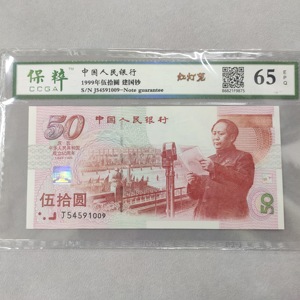 保粹
CCGA
中国人民银行
1999年伍拾圆 建国钞
S/N J54591009--Note guarantee
红灯笼
65
EPQ
50
中国人民银行
伍拾圆
J54591009
50